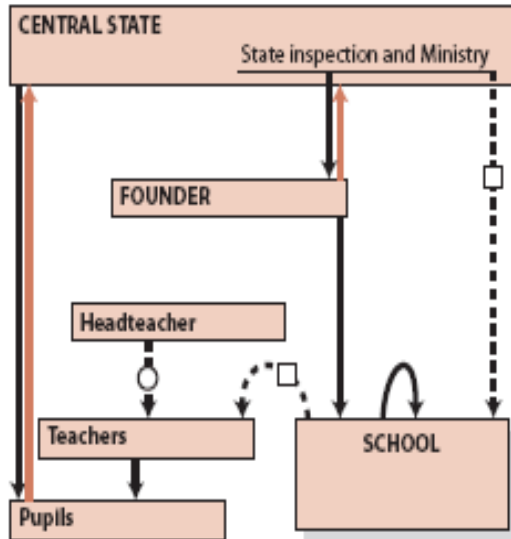 CENTRAL STATE
State inspection and Ministry
FOUNDER
Headteacher
Teachers
SCHOOL
Pupils